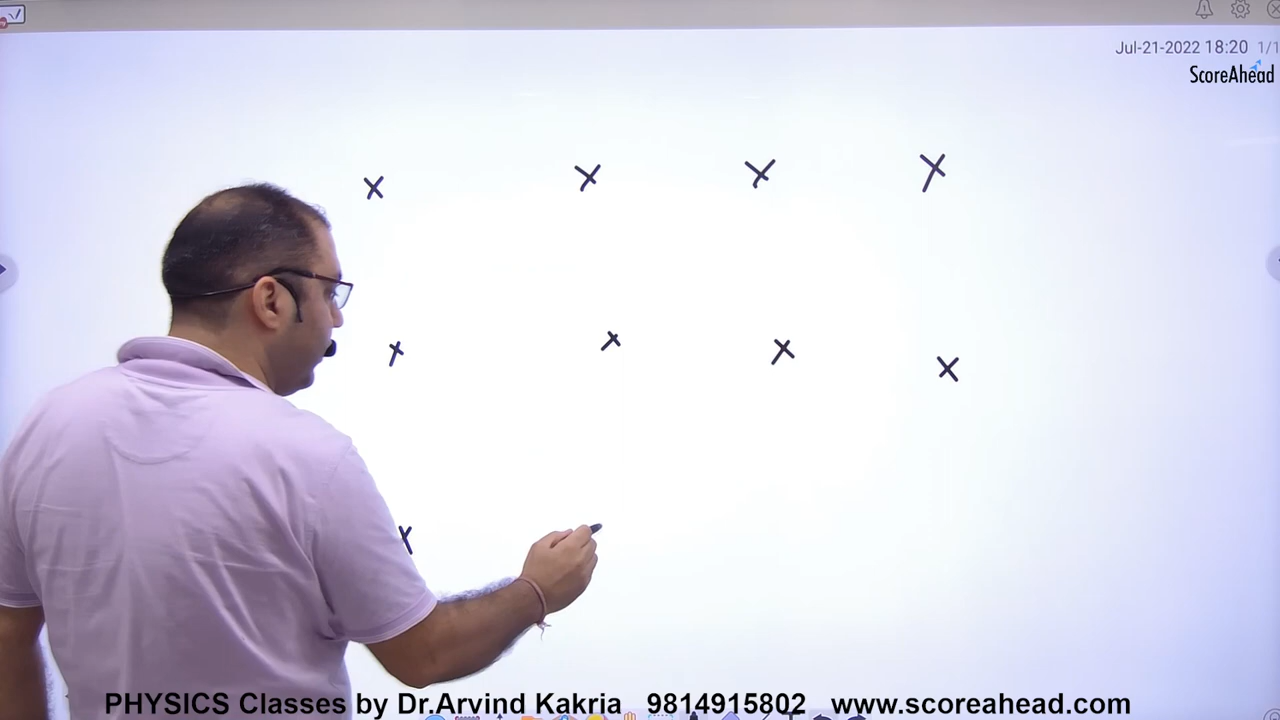 Jul-21-2022 18:20 1/1
ScoreAhead
x x x x
x x x x
x
PHYSICS Classes by Dr.Arvind Kakria 9814915802 www.scoreahead.com